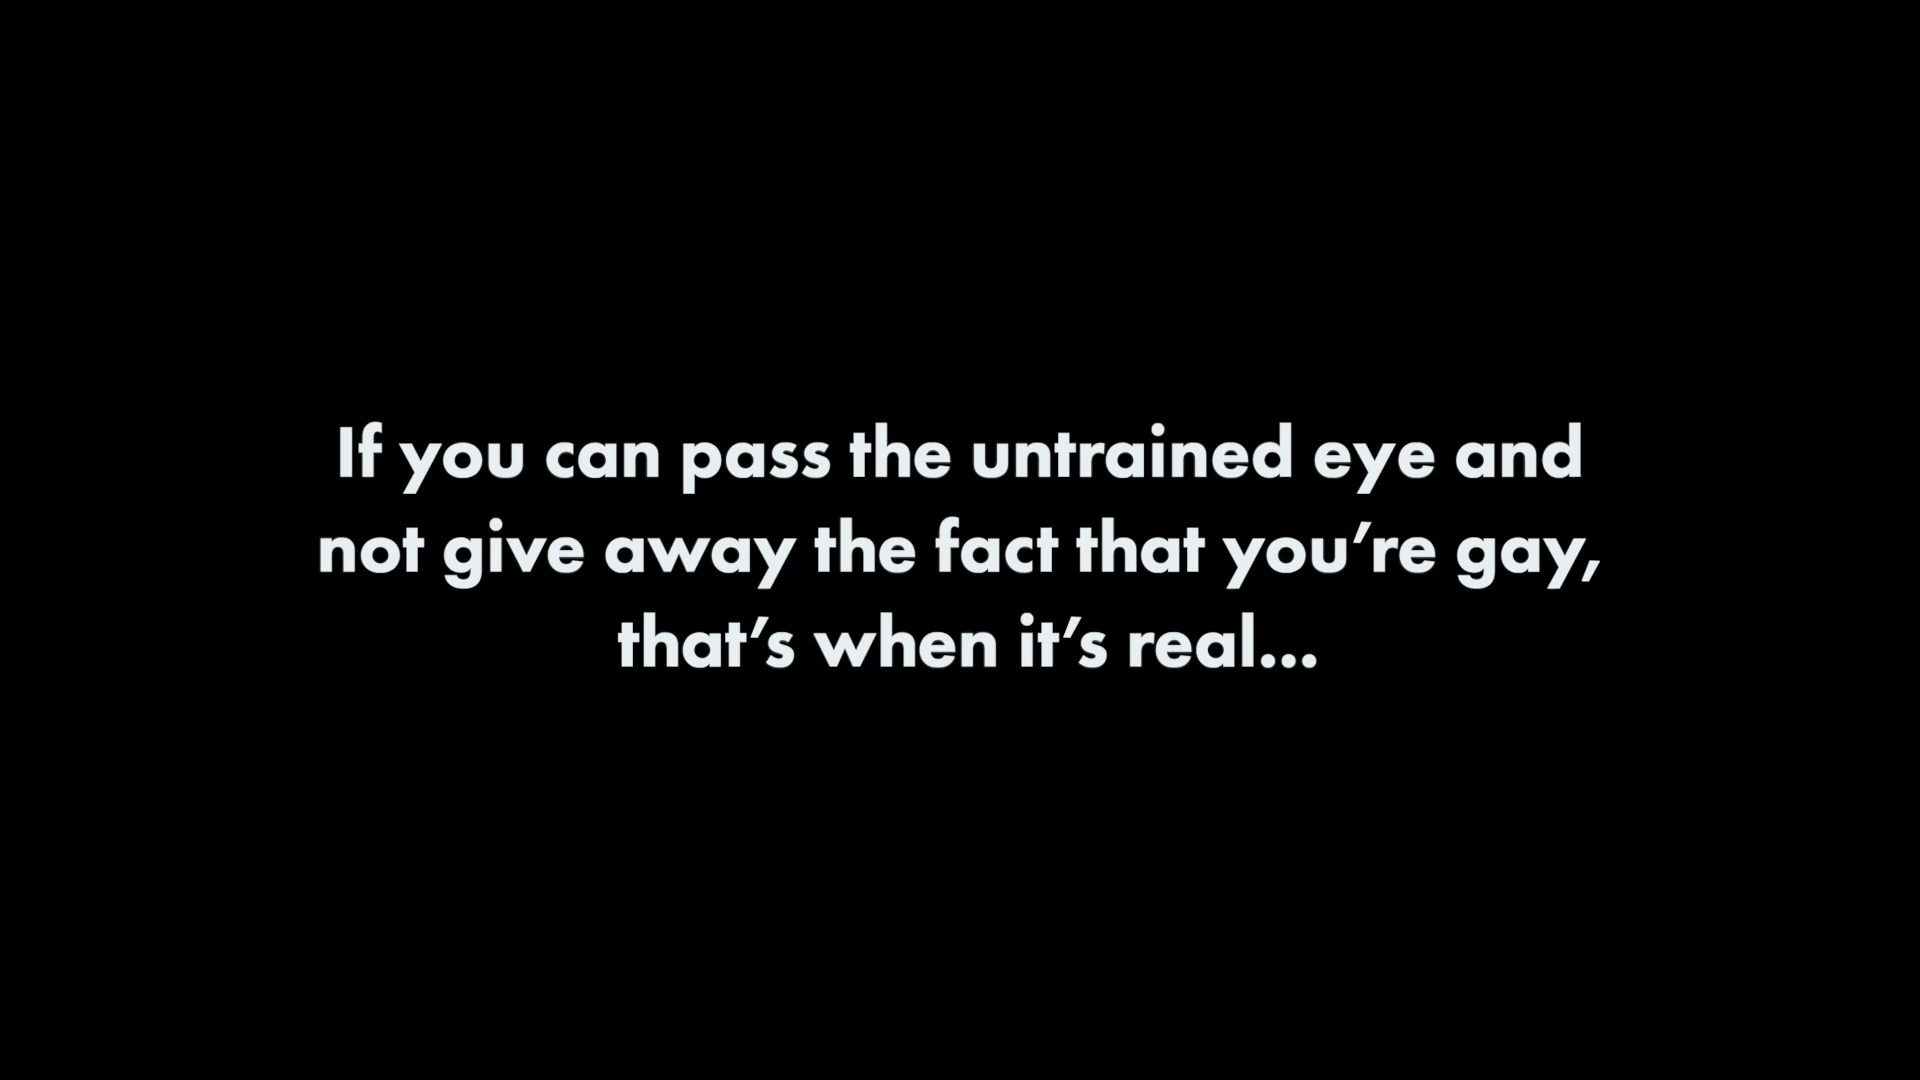 If you can pass the untrained eye and
not give away the fact that you’re gay,
that’s when it’s real...